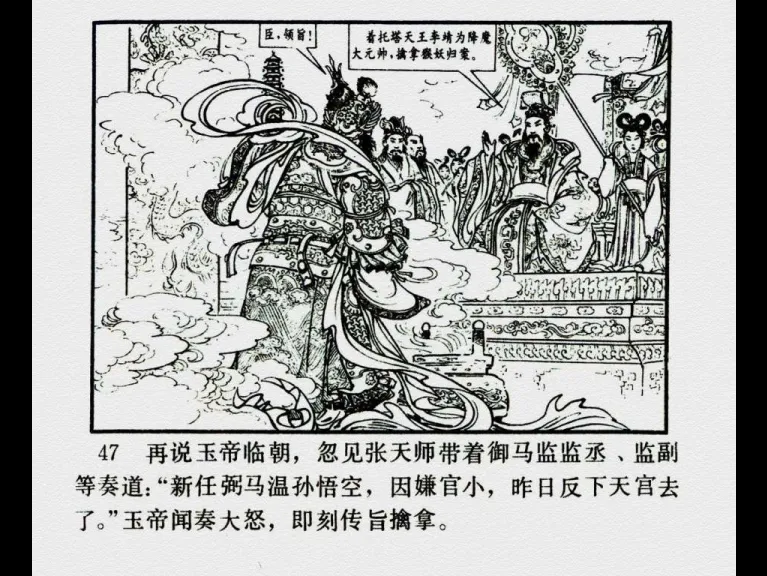 臣，领旨！
着托塔天王李靖为降魔
大元帅，擒拿猴妖归案。
47 再说玉帝临朝，忽见张天师带着御马监监丞、监副
等奏道：“新任弼马温孙悟空，因嫌官小，昨日反下天宫去
了。”玉帝闻奏大怒，即刻传旨擒拿。